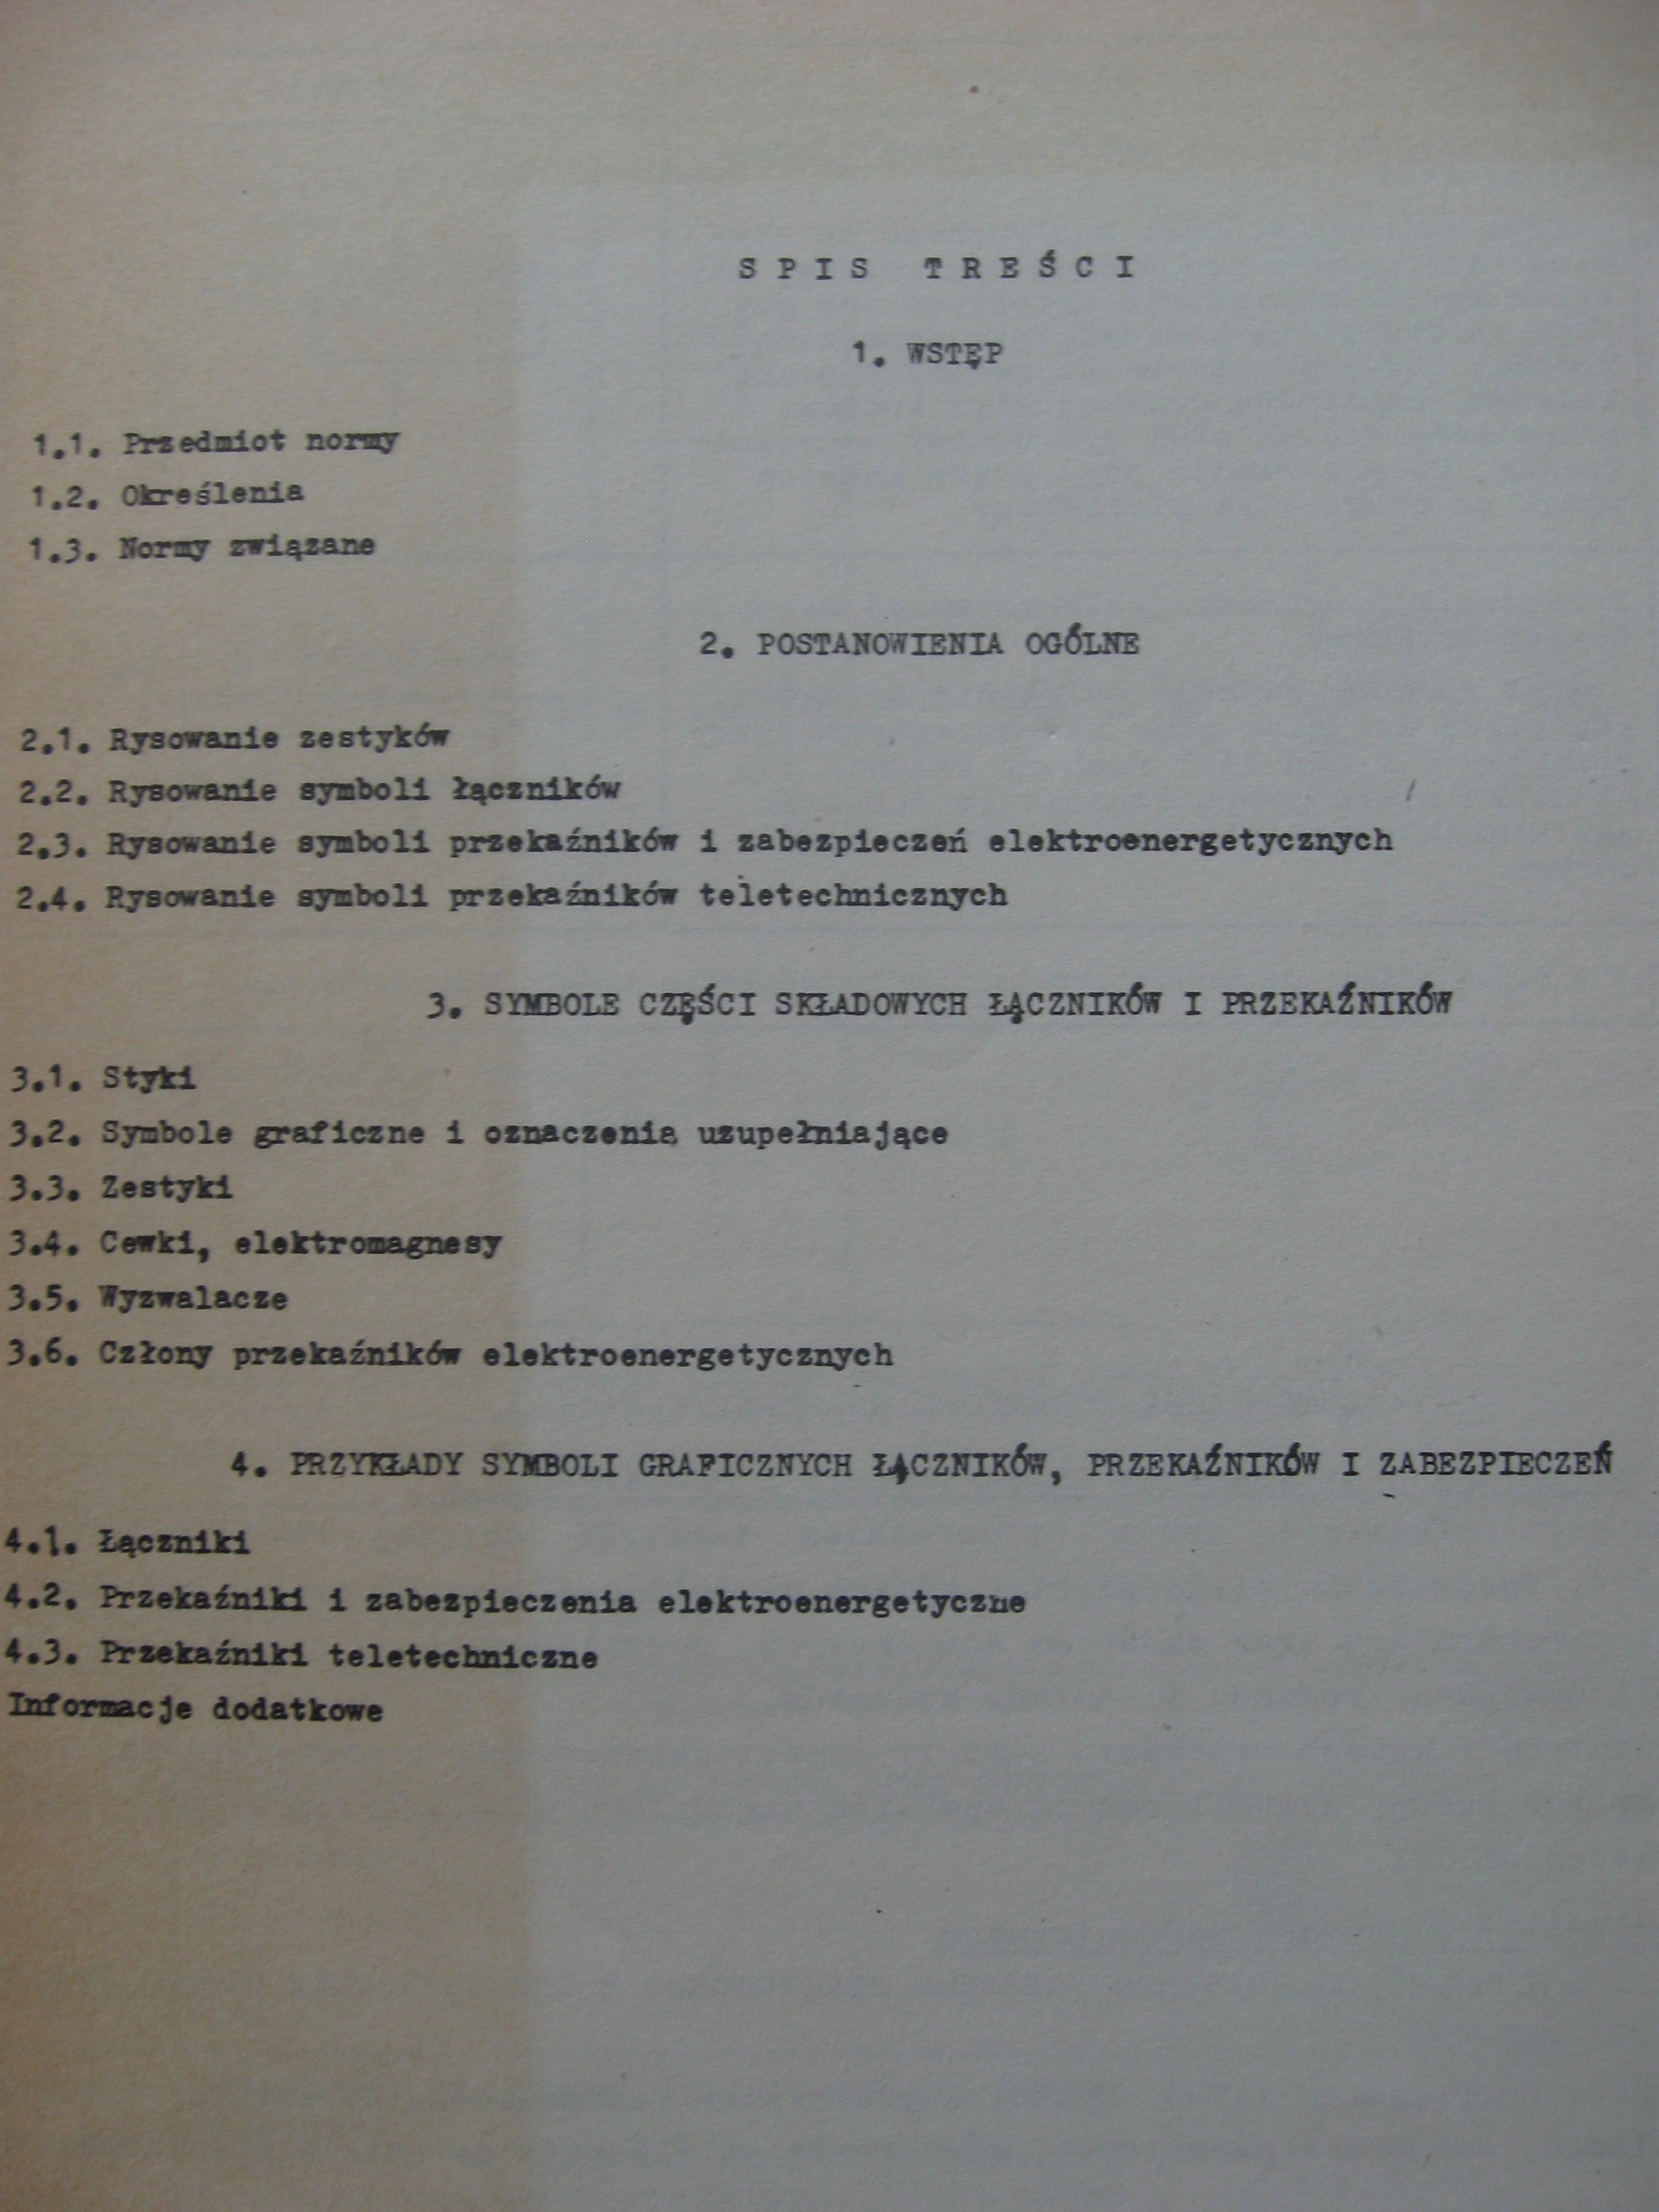 SPIS TREŚCI
1. WSTĘP
1.1. Przedmiot normy
1.2. Określenia
1.3. Normy związane
2. POSTANOWIENIA OGÓLNE
2.1. Rysowanie zestyków
2.2. Rysowanie symboli łączników
2.3. Rysowanie symboli przekaźników i zabezpieczeń elektroenergetycznych
2.4. Rysowanie symboli przekaźników teletechnicznych
3. SYMBOLE CZĘŚCI SKŁADOWYCH ŁĄCZNIKÓW I PRZEKAŹNIKÓW
3.1. Styki
3.2. Symbole graficzne i oznaczenia uzupełniające
3.3. Zestyki
3.4. Cewki, elektromagnesy
3.5. Wyzwalacze
3.6. Człony przekaźników elektroenergetycznych
4. PRZYKŁADY SYMBOLI GRAFICZNYCH ŁĄCZNIKÓW, PRZEKAŹNIKÓW I ZABEZPIECZEŃ
4.1. Łączniki
4.2. Przekaźniki i zabezpieczenia elektroenergetyczne
4.3. Przekaźniki teletechniczne
Informacje dodatkowe